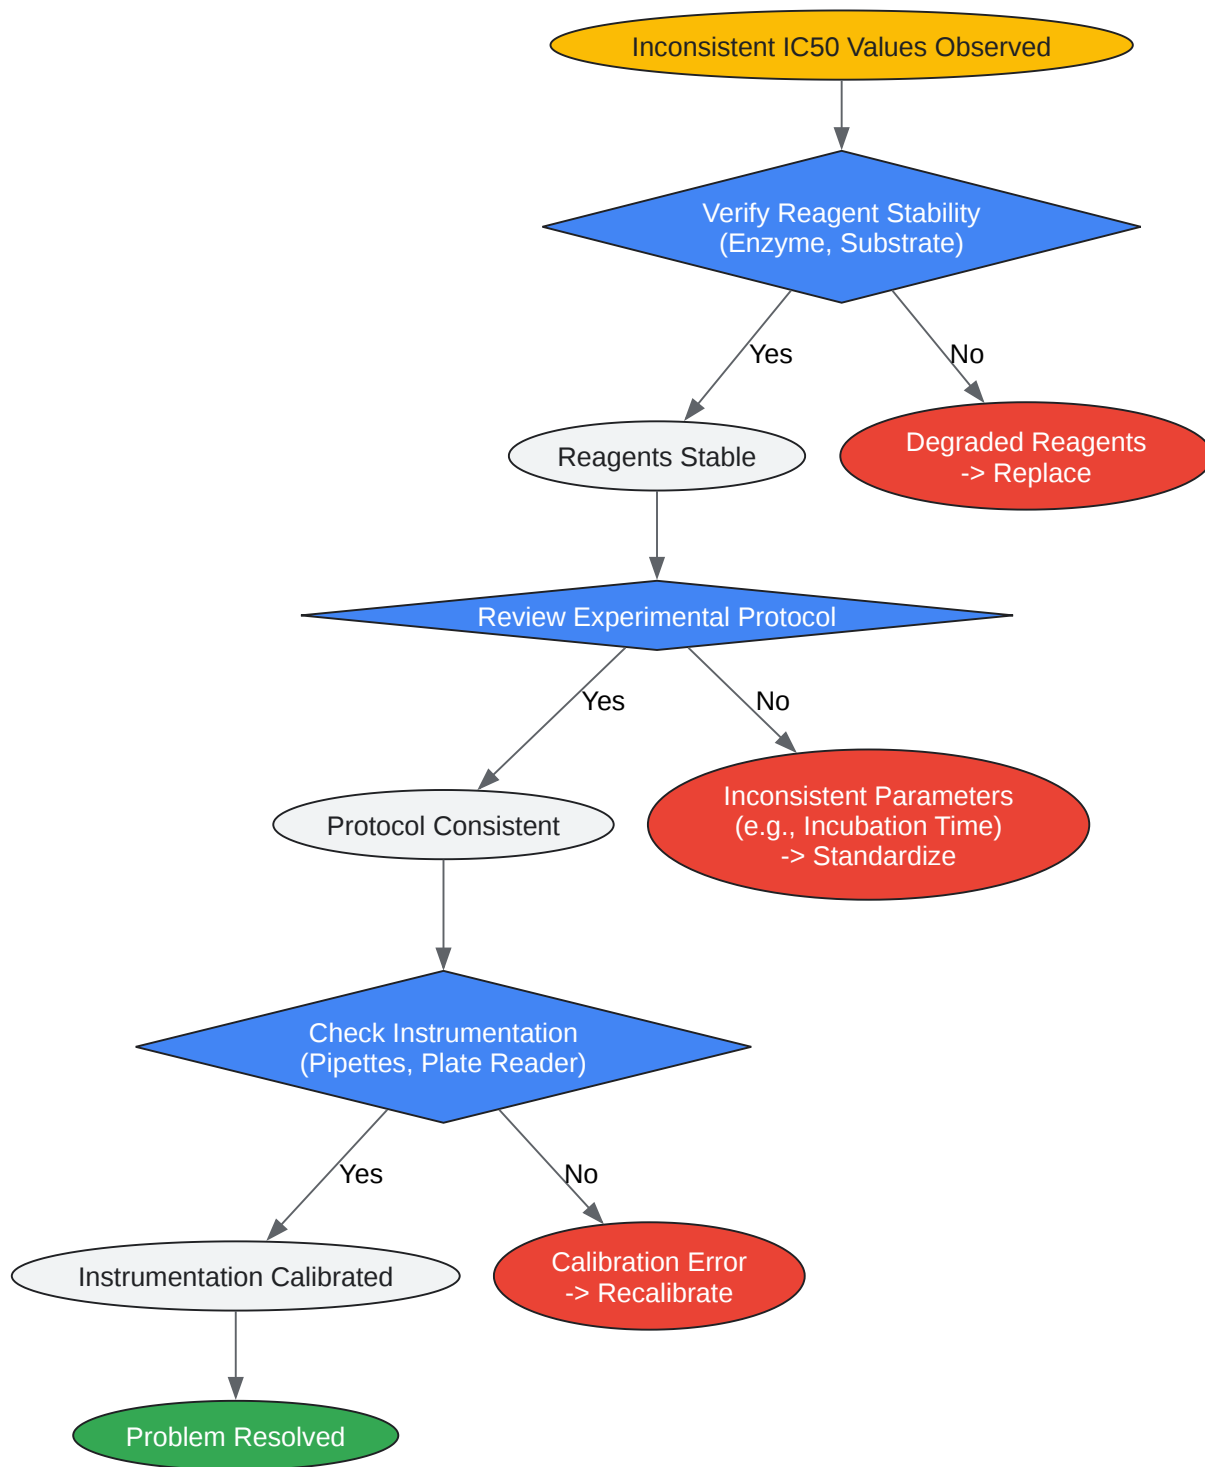 Inconsistent IC50 Values Observed
Verify Reagent Stability
(Enzyme, Substrate)
Yes
No
Reagents Stable
Degraded Reagents
-> Replace
Review Experimental Protocol
Yes
No
Protocol Consistent
Inconsistent Parameters
(e.g., Incubation Time)
-> Standardize
Check Instrumentation
(Pipettes, Plate Reader)
Yes
No
Instrumentation Calibrated
Calibration Error
-> Recalibrate
Problem Resolved